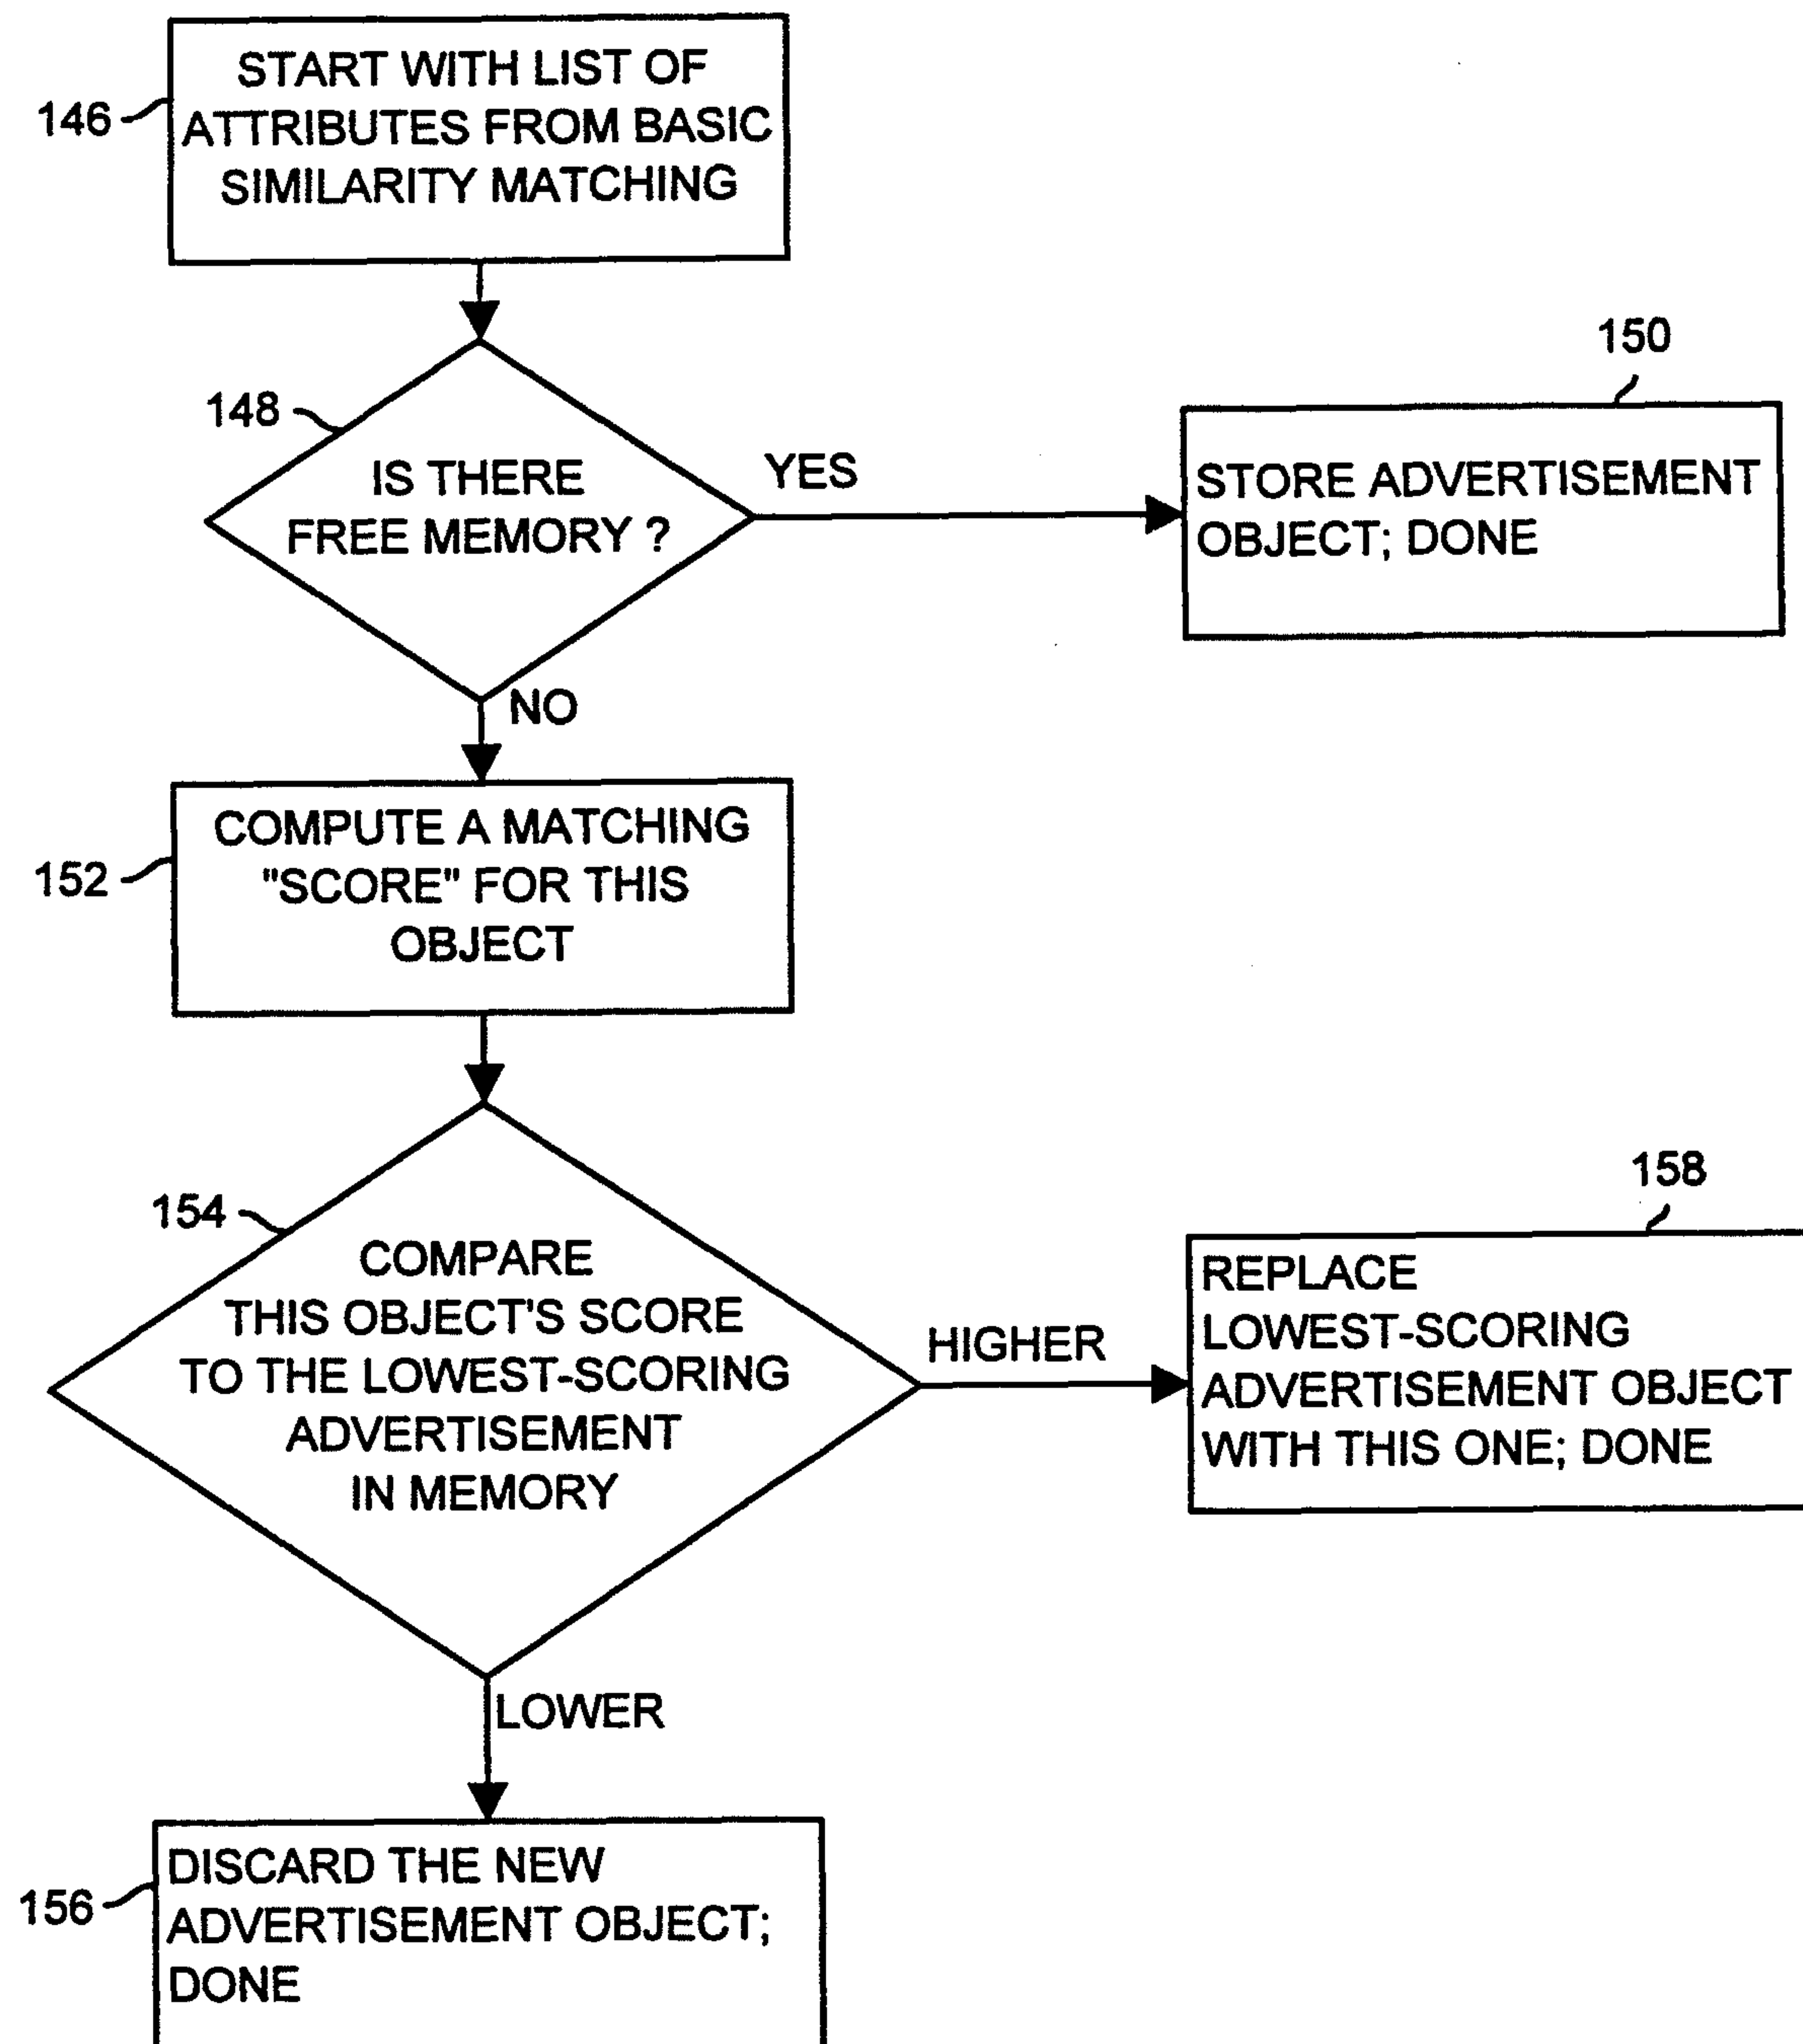 START WITH LIST OF
146
ATTRIBUTES FROM BASIC
SIMILARITY MATCHING
150
148
IS THERE
FREE MEMORY ?
YES
STORE ADVERTISEMENT
OBJECT; DONE
NO
COMPUTE A MATCHING
152
"SCORE" FOR THIS
OBJECT
158
154
COMPARE
THIS OBJECT'S SCORE
TO THE LOWEST-SCORING
ADVERTISEMENT
IN MEMORY
HIGHER
REPLACE
LOWEST-SCORING
ADVERTISEMENT OBJECT
WITH THIS ONE; DONE
LOWER
156
DISCARD THE NEW
ADVERTISEMENT OBJECT;
DONE